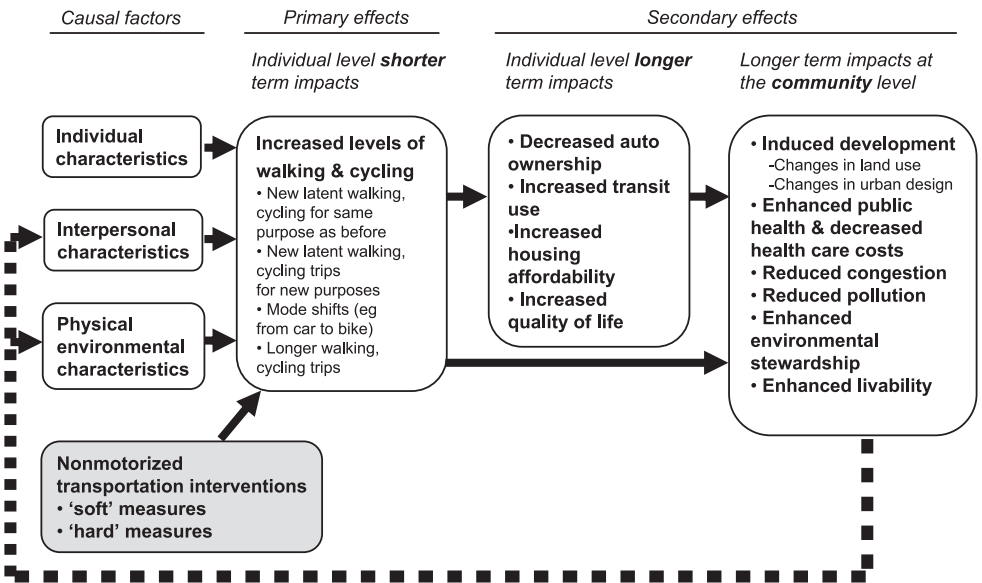 Causal factors
Primary effects
Secondary effects
Individual level shorter
term impacts
Individual level longer
term impacts
Longer term impacts at
the community level
Individual
characteristics
Interpersonal
characteristics
Physical
environmental
characteristics
Nonmotorized
transportation interventions
• ‘soft’ measures
• ‘hard’ measures
Increased levels of
walking & cycling
• New latent walking,
cycling for same
purpose as before
• New latent walking,
cycling trips
for new purposes
• Mode shifts (eg
from car to bike)
• Longer walking,
cycling trips
• Decreased auto
ownership
• Increased transit
use
•Increased
housing
affordability
• Increased
quality of life
• Induced development
-Changes in land use
-Changes in urban design
• Enhanced public
health & decreased
health care costs
• Reduced congestion
• Reduced pollution
• Enhanced
environmental
stewardship
• Enhanced livability